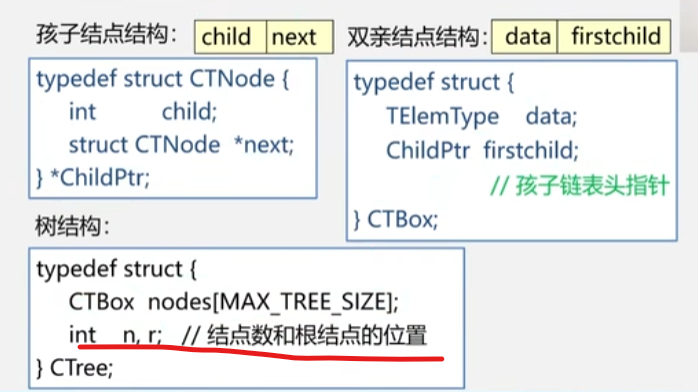 孩子结点结构： child next
typedef struct CTNode {
int child;
struct CTNode *next;
} *ChildPtr;
双亲结点结构: data firstchild
typedef struct {
TElemType data;
ChildPtr firstchild;
// 孩子链表头指针
} CTBox;
树结构：
typedef struct {
CTBox nodes[MAX_TREE_SIZE];
int n, r; // 结点数和根结点的位置
} CTree;